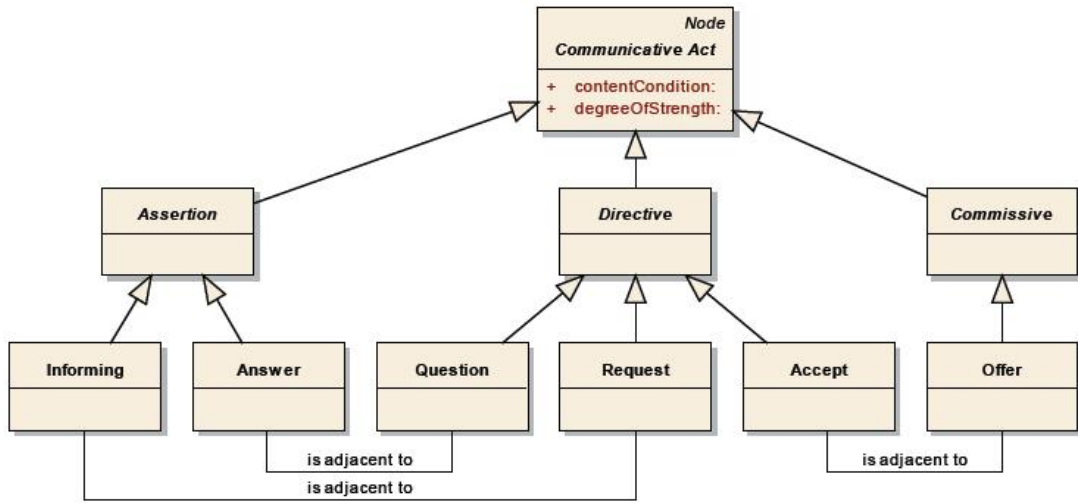 Node
Communicative Act
+ contentCondition:
+ degreeOfStrength:
Assertion
Directive
Commissive
Informing
Answer
Question
Request
Accept
Offer
is adjacent to
is adjacent to
is adjacent to